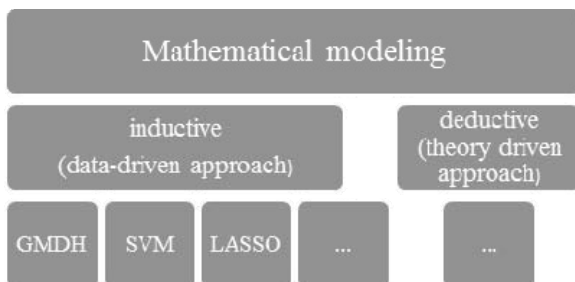 Mathematical modeling
inductive
(data-driven approach)
deductive
(theory driven
approach)
GMDH
SVM
LASSO
...
...